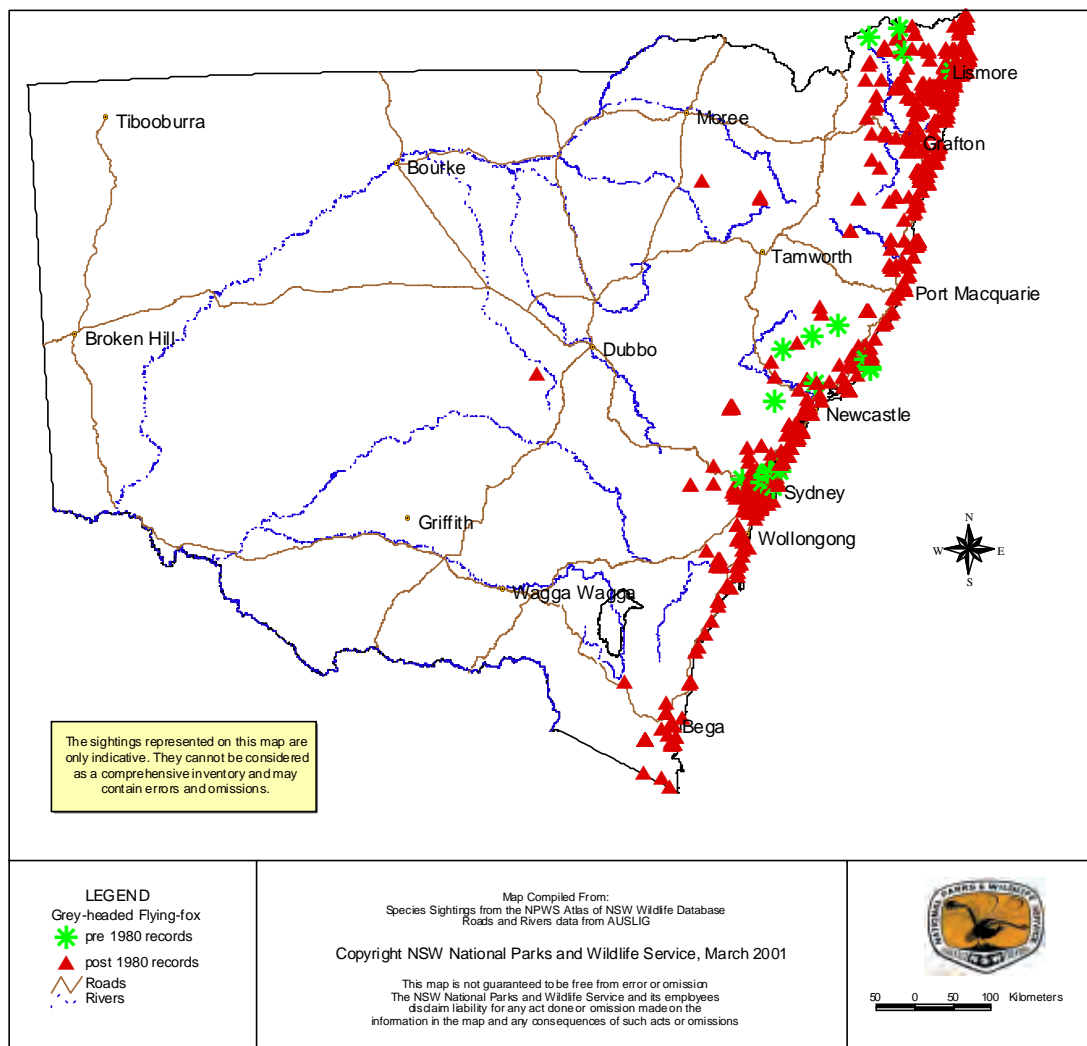 Lismore
Tibooburra
Moree
Grafton
Bourke
Tamworth
Port Macquarie
Broken Hill
Dubbo
Newcastle
Sydney
Griffith
Wollongong
N
W E
S
Wagga Wagga
Bega
The sightings represented on this map are
only indicative. They cannot be considered
as a comprehensive inventory and may
contain errors and omissions.
LEGEND
Grey-headed Flying-fox
pre 1980 records
post 1980 records
Roads
Rivers
Map Compiled From:
Species Sightings from the NPWS Atlas of NSW Wildlife Database
Roads and Rivers data from AUSLIG
Copyright NSW National Parks and Wildlife Service, March 2001
This map is not guaranteed to be free from error or omission
The NSW National Parks and Wildlife Service and its employees
disclaim liability for any act done or omission made on the
information in the map and any consequences of such acts or omissions
NATIONAL PARKS & WILDLIFE SERVICE
50 0 50 100 Kilometers